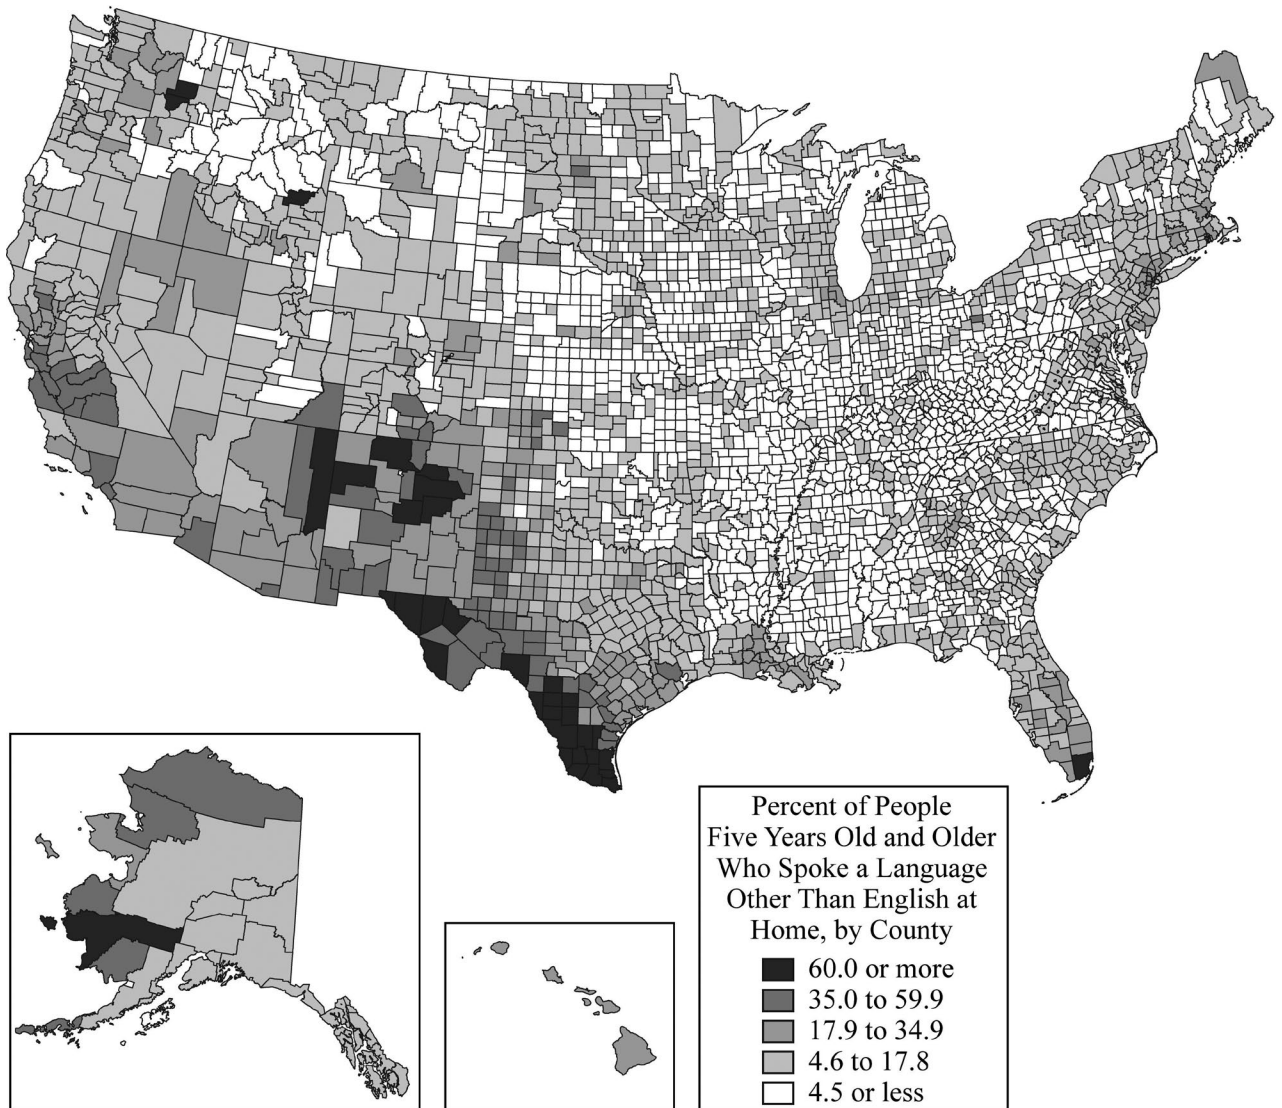 Percent of People
Five Years Old and Older
Who Spoke a Language
Other Than English at
Home, by County
60.0 or more
35.0 to 59.9
17.9 to 34.9
4.6 to 17.8
4.5 or less